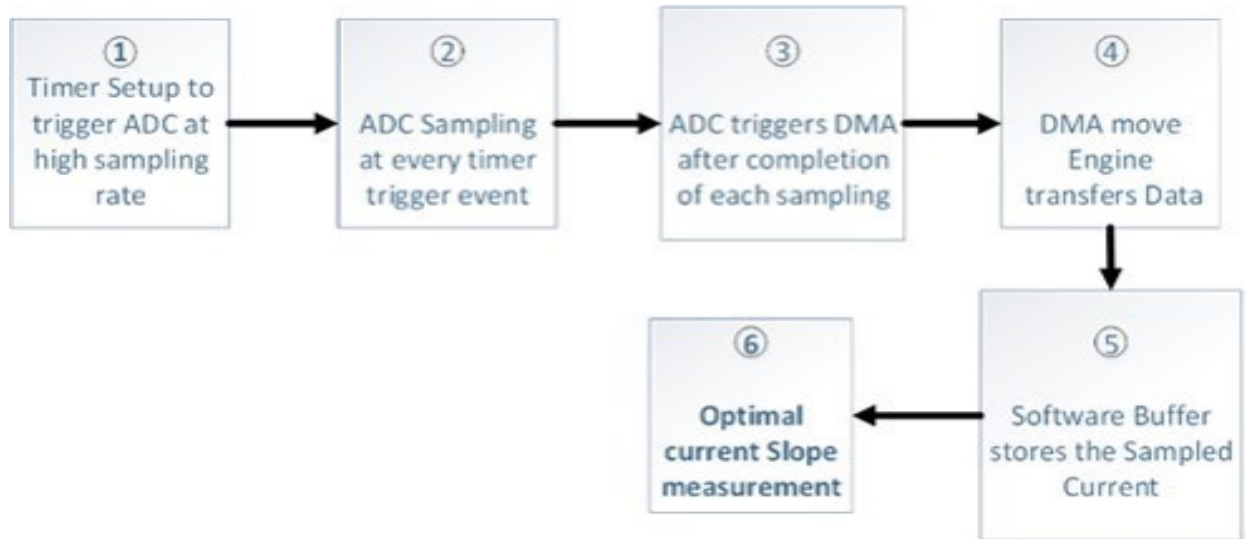 ①
Timer Setup to
trigger ADC at
high sampling
rate
②
ADC Sampling
at every timer
trigger event
③
ADC triggers DMA
after completion
of each sampling
④
DMA move
Engine
transfers Data
⑤
Software Buffer
stores the Sampled
Current
⑥
Optimal
current Slope
measurement